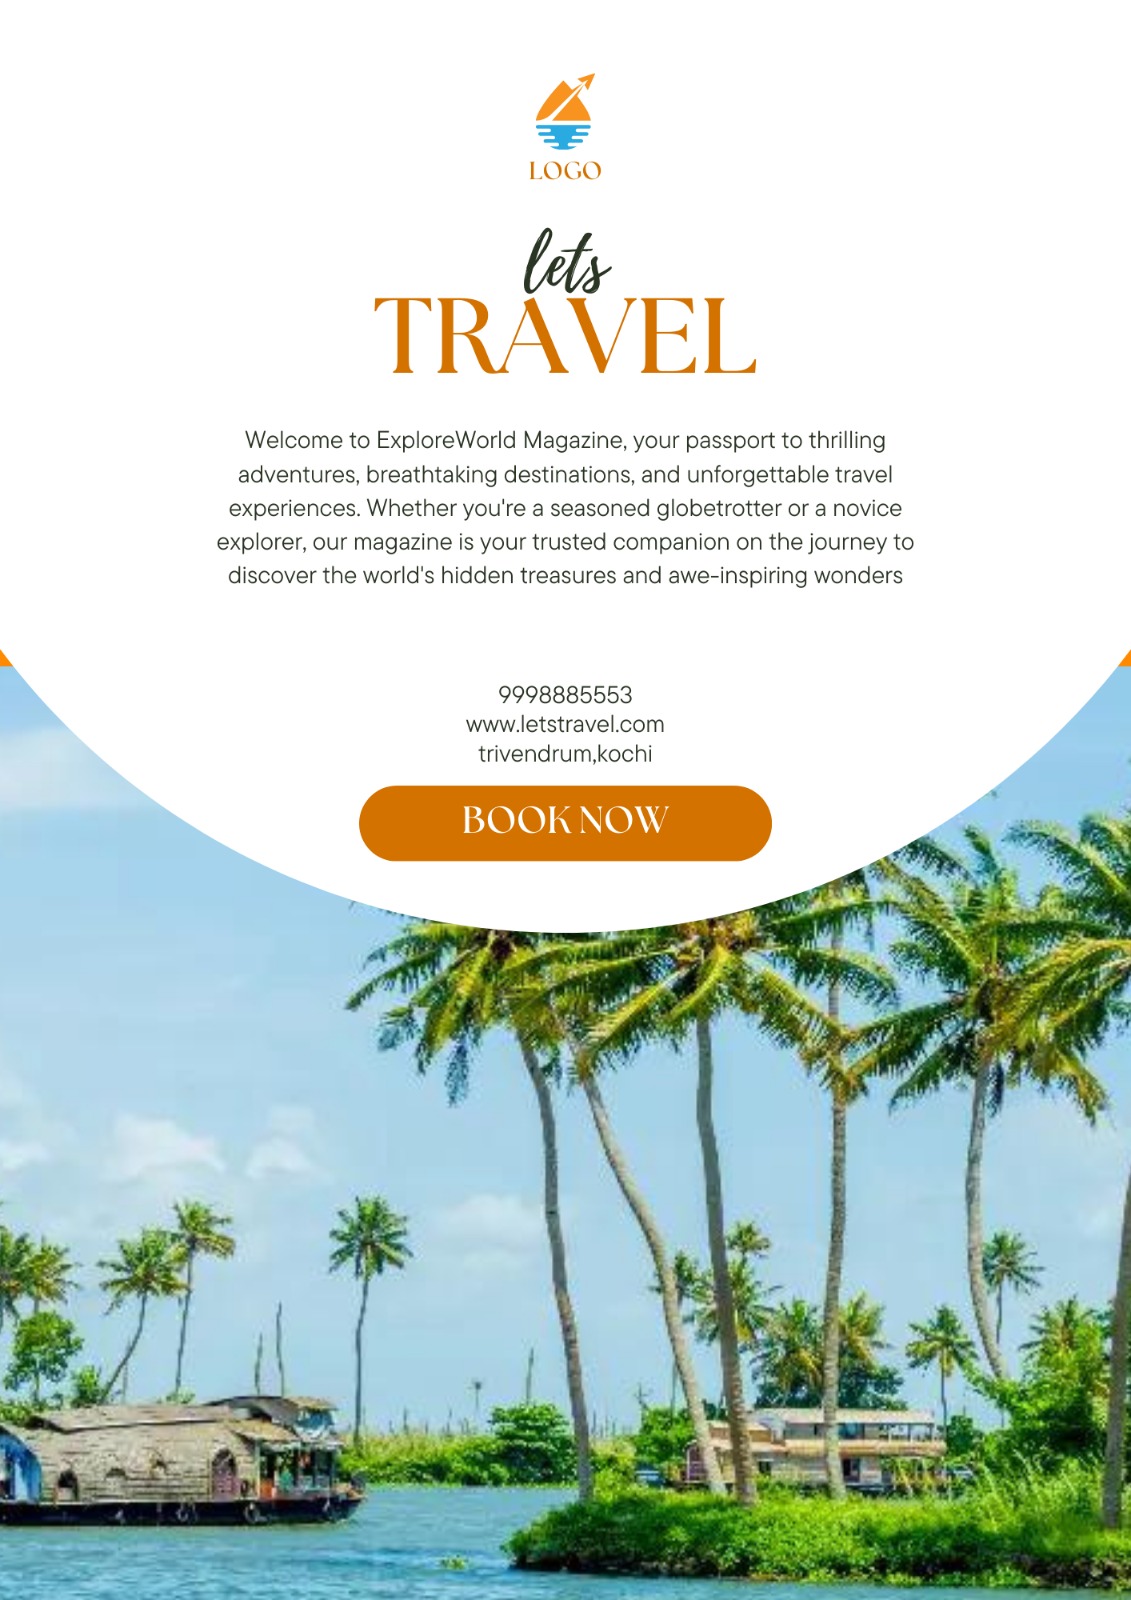 LOGO
lets
TRAVEL
Welcome to ExploreWorld Magazine, your passport to thrilling
adventures, breathtaking destinations, and unforgettable travel
experiences. Whether you're a seasoned globetrotter or a novice
explorer, our magazine is your trusted companion on the journey to
discover the world's hidden treasures and awe-inspiring wonders
9998885553
www.letstravel.com
trivendrum,kochi
BOOK NOW